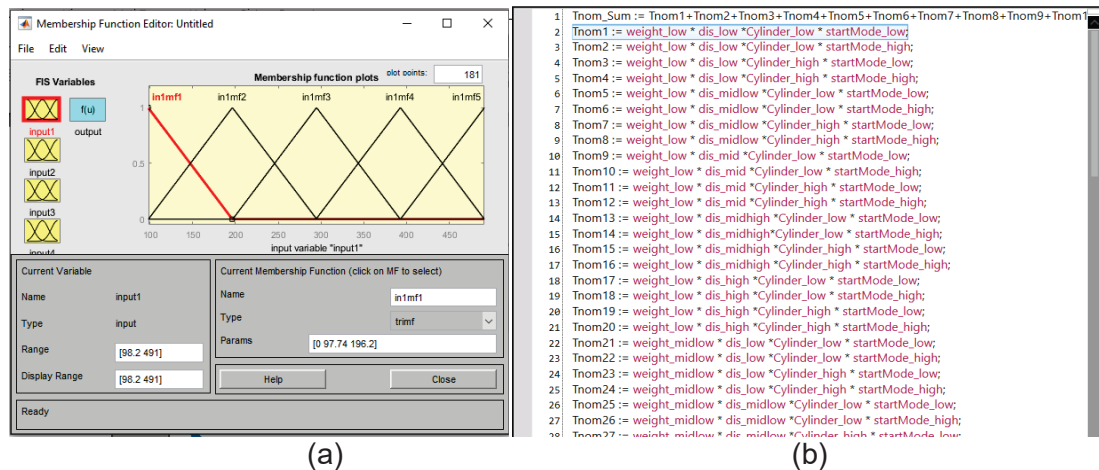 Membership Function Editor: Untitled
File Edit View
FIS Variables
input1
f(u)
output
input2
input3
Membership function plots
plot points:
181
in1mf1 in1mf2 in1mf3 in1mf4 in1mf5
1
0.5
0
100 150 200 250 300 350 400 450
input variable "input1"
Current Variable
Name input1
Type input
Range [98.2 491]
Display Range [98.2 491]
Current Membership Function (click on MF to select)
Name in1mf1
Type trimf
Params [0 97.74 196.2]
Help Close
Ready
(a)
1 Tnom_Sum := Tnom1+Tnom2+Tnom3+Tnom4+Tnom5+Tnom6+Tnom7+Tnom8+Tnom9+Tnom1
2 Tnom1 := weight_low * dis_low *Cylinder_low * startMode_low;
3 Tnom2 := weight_low * dis_low *Cylinder_low * startMode_high;
4 Tnom3 := weight_low * dis_low *Cylinder_high * startMode_low;
5 Tnom4 := weight_low * dis_low *Cylinder_high * startMode_high;
6 Tnom5 := weight_low * dis_midlow *Cylinder_low * startMode_low;
7 Tnom6 := weight_low * dis_midlow *Cylinder_low * startMode_high;
8 Tnom7 := weight_low * dis_midlow *Cylinder_high * startMode_low;
9 Tnom8 := weight_low * dis_midlow *Cylinder_high * startMode_high;
10 Tnom9 := weight_low * dis_mid *Cylinder_low * startMode_low;
11 Tnom10 := weight_low * dis_mid *Cylinder_low * startMode_high;
12 Tnom11 := weight_low * dis_mid *Cylinder_high * startMode_low;
13 Tnom12 := weight_low * dis_mid *Cylinder_high * startMode_high;
14 Tnom13 := weight_low * dis_midhigh *Cylinder_low * startMode_low;
15 Tnom14 := weight_low * dis_midhigh*Cylinder_low * startMode_high;
16 Tnom15 := weight_low * dis_midhigh *Cylinder_high * startMode_low;
17 Tnom16 := weight_low * dis_midhigh *Cylinder_high * startMode_high;
18 Tnom17 := weight_low * dis_high *Cylinder_low * startMode_low;
19 Tnom18 := weight_low * dis_high *Cylinder_low * startMode_high;
20 Tnom19 := weight_low * dis_high *Cylinder_high * startMode_low;
21 Tnom20 := weight_low * dis_high *Cylinder_high * startMode_high;
22 Tnom21 := weight_midlow * dis_low *Cylinder_low * startMode_low;
23 Tnom22 := weight_midlow * dis_low *Cylinder_low * startMode_high;
24 Tnom23 := weight_midlow * dis_low *Cylinder_high * startMode_low;
25 Tnom24 := weight_midlow * dis_low *Cylinder_high * startMode_high;
26 Tnom25 := weight_midlow * dis_midlow *Cylinder_low * startMode_low;
27 Tnom26 := weight_midlow * dis_midlow *Cylinder_low * startMode_high;
28 Tnom27 := weight_midlow * dis_midlow *Cylinder_high * startMode_low;
(b)